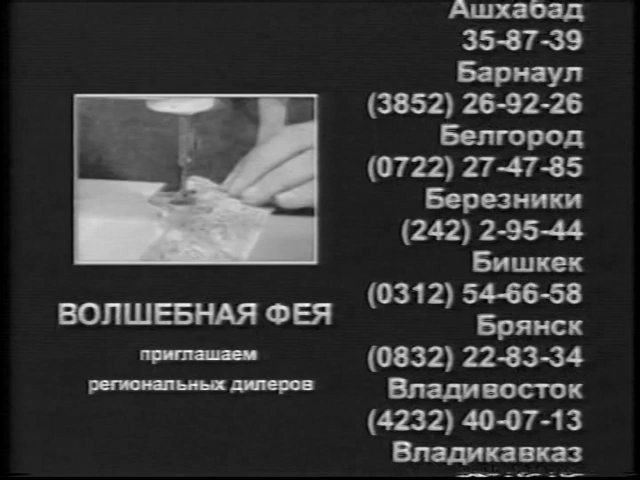 Ашхабад
35-87-39
Барнаул
(3852) 26-92-26
Белгород
(0722) 27-47-85
Березники
(242) 2-95-44
Бишкек
(0312) 54-66-58
Брянск
(0832) 22-83-34
Владивосток
(4232) 40-07-13
Владикавказ
ВОЛШЕБНАЯ ФЕЯ
приглашаем
региональных дилеров